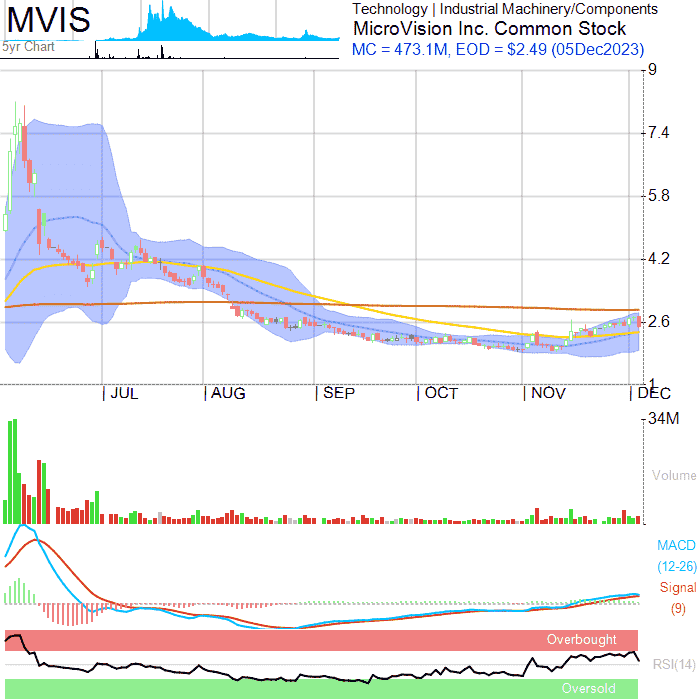 MVIS
5yr Chart
Technology | Industrial Machinery/Components
MicroVision Inc. Common Stock
MC = 473.1M, EOD = $2.49 (05Dec2023)
9
7.4
5.8
4.2
2.6
1
JUL
AUG
SEP
OCT
NOV
DEC
34M
Volume
MACD
(12-26)
Signal
(9)
Overbought
RSI(14)
Oversold